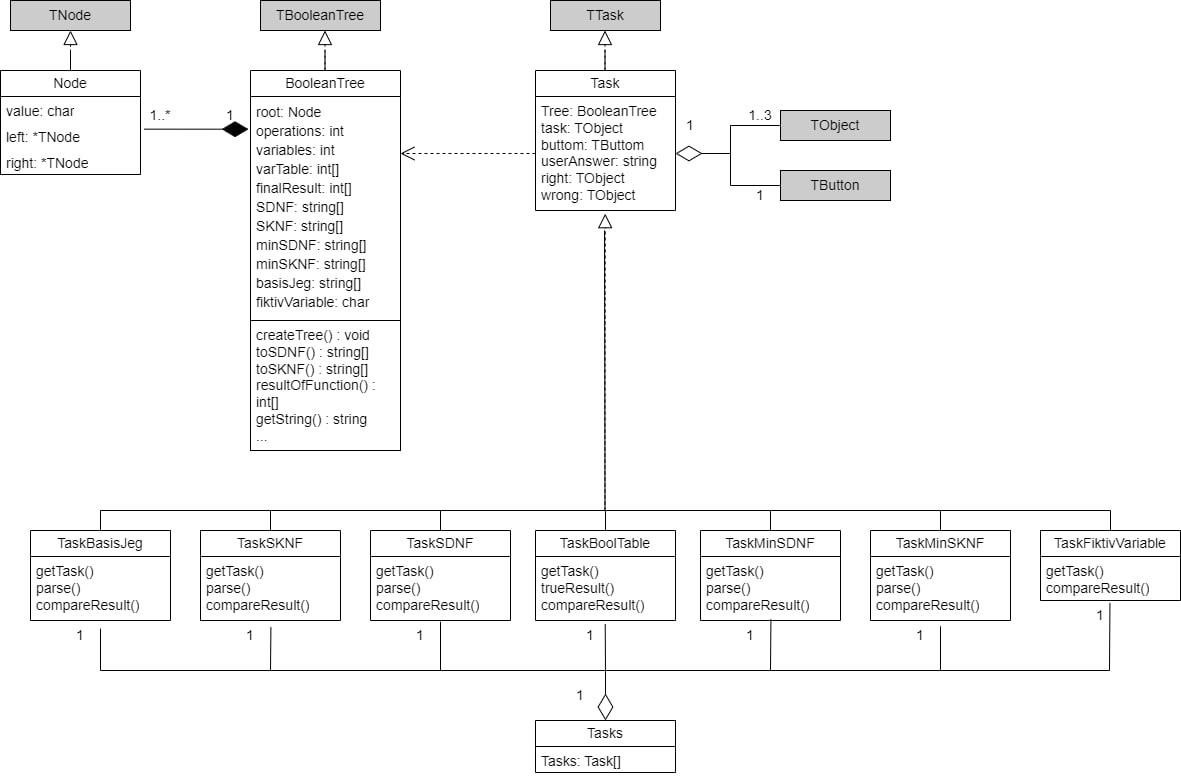 TNode
TBooleanTree
TTask
Node
value: char
left: *TNode
right: *TNode
1..*
1
BooleanTree
root: Node
operations: int
variables: int
varTable: int[]
finalResult: int[]
SDNF: string[]
SKNF: string[]
minSDNF: string[]
minSKNF: string[]
basisJeg: string[]
fiktivVariable: char
createTree() : void
toSDNF() : string[]
toSKNF() : string[]
resultOfFunction() :
int[]
getString() : string
...
Task
Tree: BooleanTree
task: TObject
buttom: TButtom
userAnswer: string
right: TObject
wrong: TObject
1
1..3
TObject
1
TButton
TaskBasisJeg
getTask()
parse()
compareResult()
1
TaskSKNF
getTask()
parse()
compareResult()
1
TaskSDNF
getTask()
parse()
compareResult()
1
TaskBoolTable
getTask()
trueResult()
compareResult()
1
TaskMinSDNF
getTask()
parse()
compareResult()
1
TaskMinSKNF
getTask()
parse()
compareResult()
1
TaskFiktivVariable
getTask()
compareResult()
1
1
Tasks
Tasks: Task[]